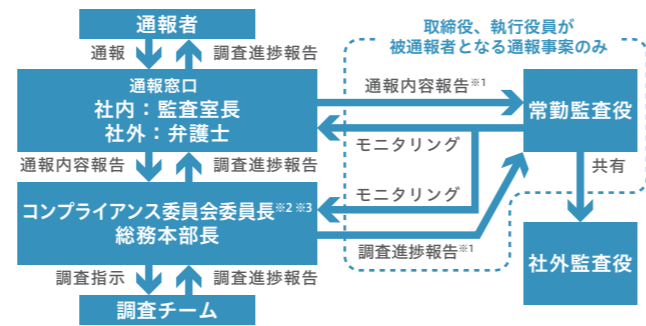 通報者
通報
調査進捗報告
取締役、執行役員が
被通報者となる通報事案のみ
通報窓口
社内：監査室長
社外：弁護士
通報内容報告※1
常勤監査役
モニタリング
通報内容報告
調査進捗報告
モニタリング
共有
コンプライアンス委員会委員長※2 ※3
総務本部長
調査進捗報告※1
社外監査役
調査指示
調査進捗報告
調査チーム